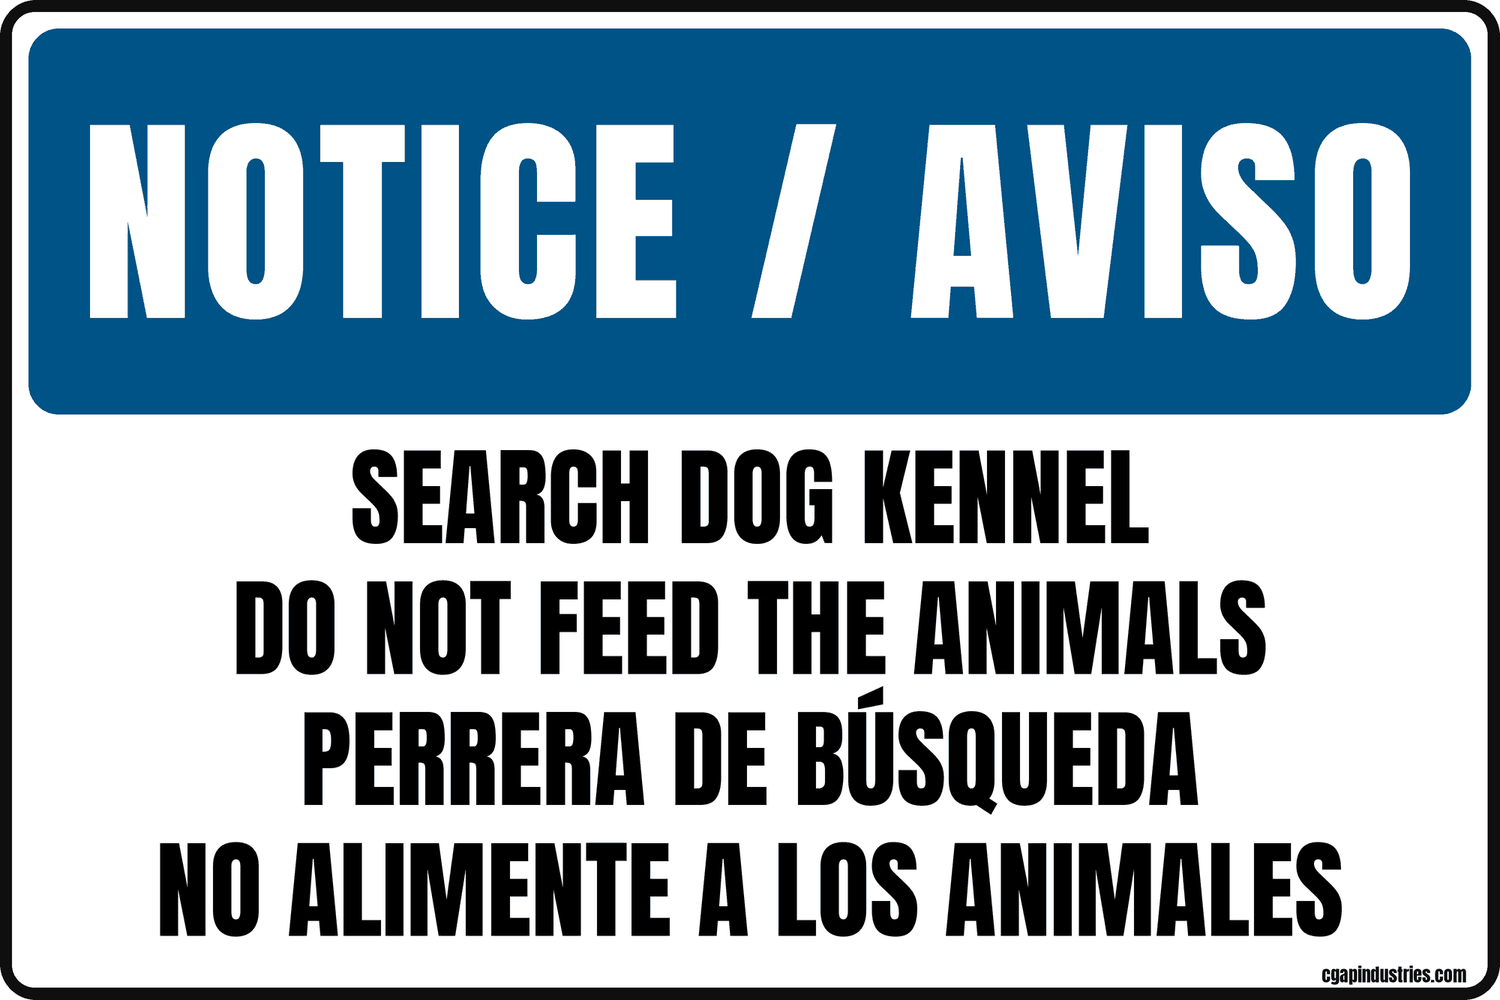 NOTICE / AVISO
SEARCH DOG KENNEL
DO NOT FEED THE ANIMALS
PERRERA DE BÚSQUEDA
NO ALIMENTE A LOS ANIMALES
cgapindustries.com